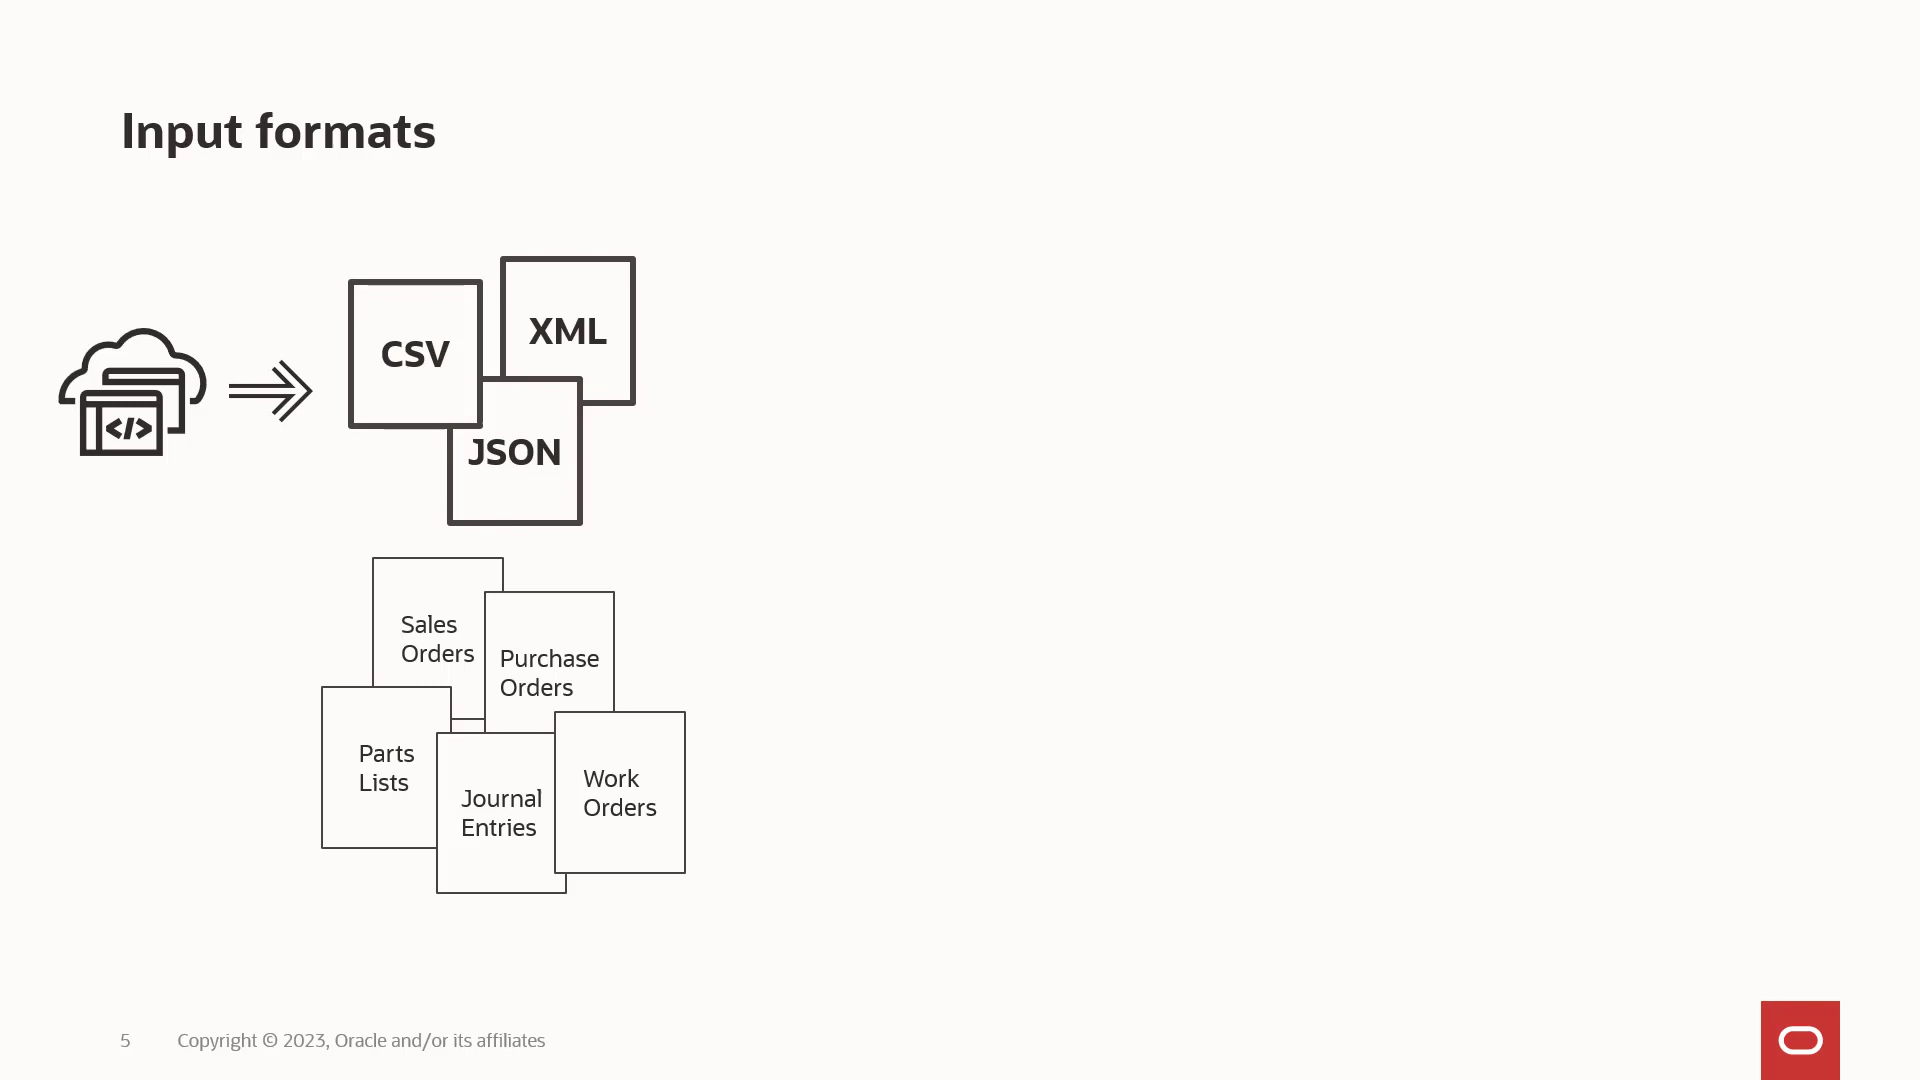 Input formats
CSV
XML
JSON
</>
Sales
Orders
Purchase
Orders
Parts
Lists
Journal
Entries
Work
Orders
5
Copyright © 2023, Oracle and/or its affiliates